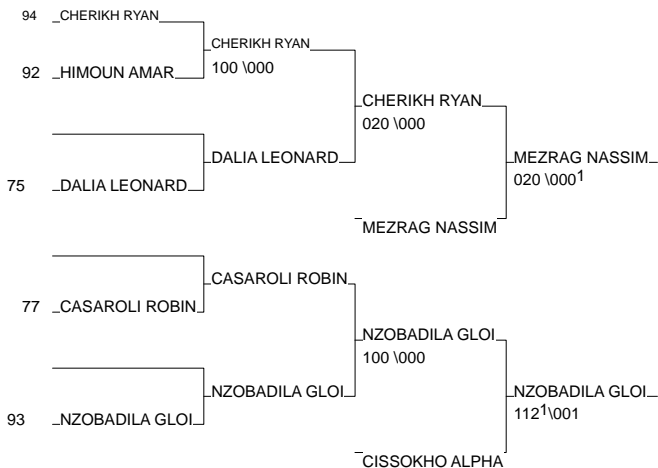 94 CHERIKH RYAN
CHERIKH RYAN
100 \000
92 HIMOUN AMAR
CHERIKH RYAN
020 \000
DALIA LEONARD
75 DALIA LEONARD
MEZRAG NASSIM
020 \000¹
MEZRAG NASSIM
CASAROLI ROBIN
77 CASAROLI ROBIN
NZOBADILA GLOI
100 \000
NZOBADILA GLOI
93 NZOBADILA GLOI
NZOBADILA GLOI
112¹\001
CISSOKHO ALPHA